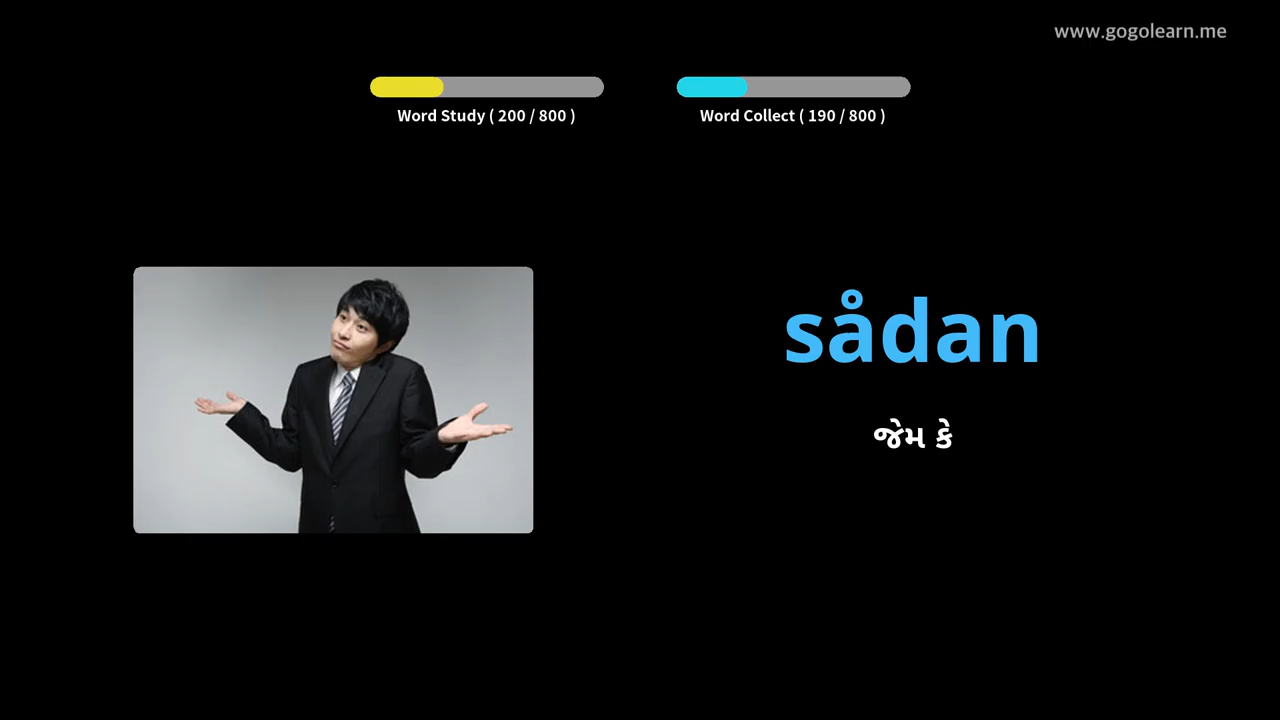 www.gogolearn.me
Word Study ( 200 / 800 )
Word Collect ( 190 / 800 )
sådan
જેમ કે